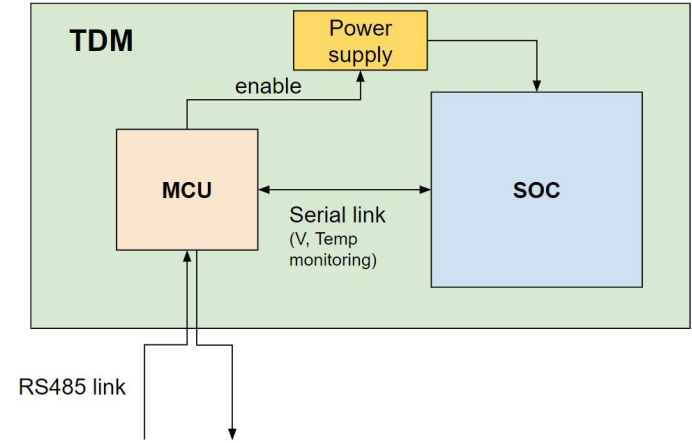 TDM
Power
supply
enable
MCU
SOC
Serial link
(V, Temp
monitoring)
RS485 link